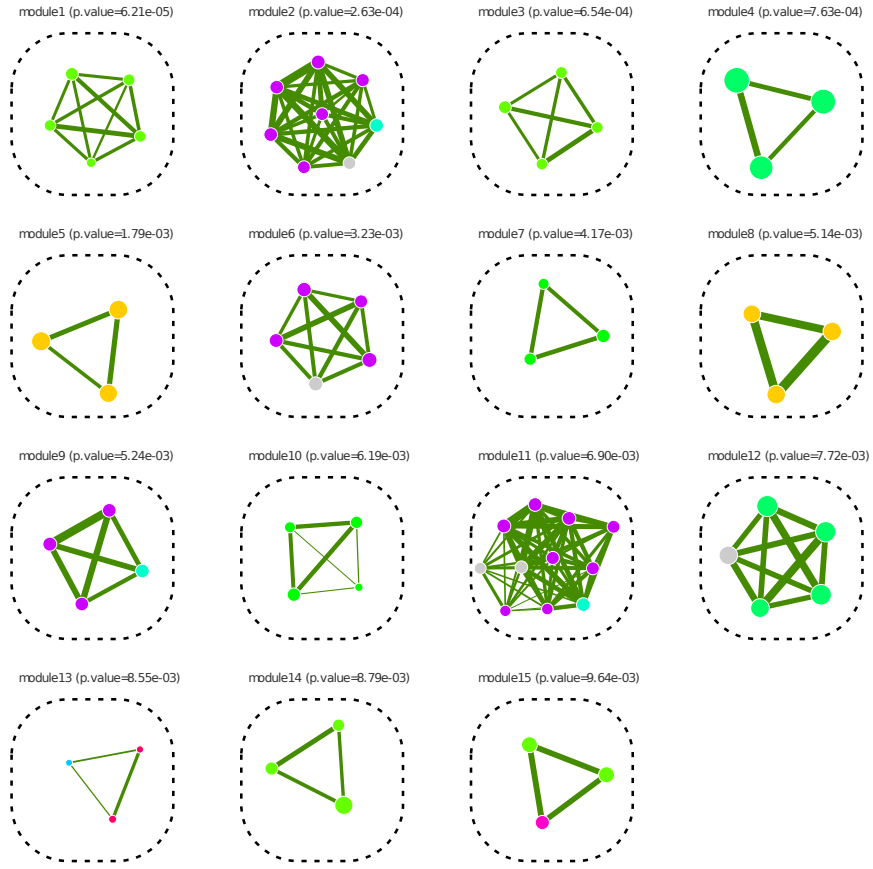 module1 (p.value=6.21e-05)
module2 (p.value=2.63e-04)
module3 (p.value=6.54e-04)
module4 (p.value=7.63e-04)
module5 (p.value=1.79e-03)
module6 (p.value=3.23e-03)
module7 (p.value=4.17e-03)
module8 (p.value=5.14e-03)
module9 (p.value=5.24e-03)
module10 (p.value=6.19e-03)
module11 (p.value=6.90e-03)
module12 (p.value=7.72e-03)
module13 (p.value=8.55e-03)
module14 (p.value=8.79e-03)
module15 (p.value=9.64e-03)